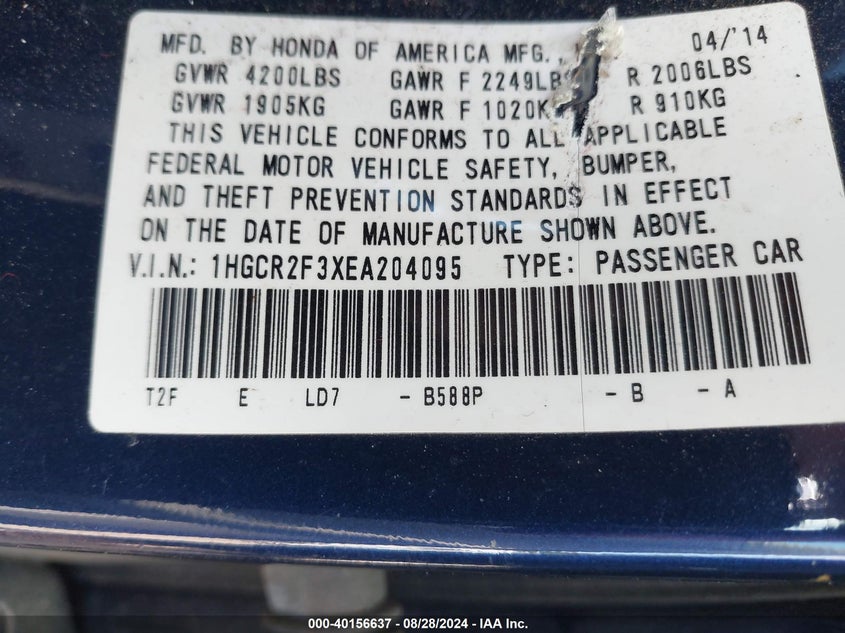 MFD. BY HONDA OF AMERICA MFG., 04/'14
GVWR 4200LBS GAWR F 2249LBS R 2006LBS
GVWR 1905KG GAWR F 1020K R 910KG
THIS VEHICLE CONFORMS TO ALL APPLICABLE
FEDERAL MOTOR VEHICLE SAFETY, BUMPER,
AND THEFT PREVENTION STANDARDS IN EFFECT
ON THE DATE OF MANUFACTURE SHOWN ABOVE.
V.I.N.: 1HGCR2F3XEA204095 TYPE: PASSENGER CAR
T2F E LD7 - B588P - B - A
000-40156637 - 08/28/2024 - IAA Inc.